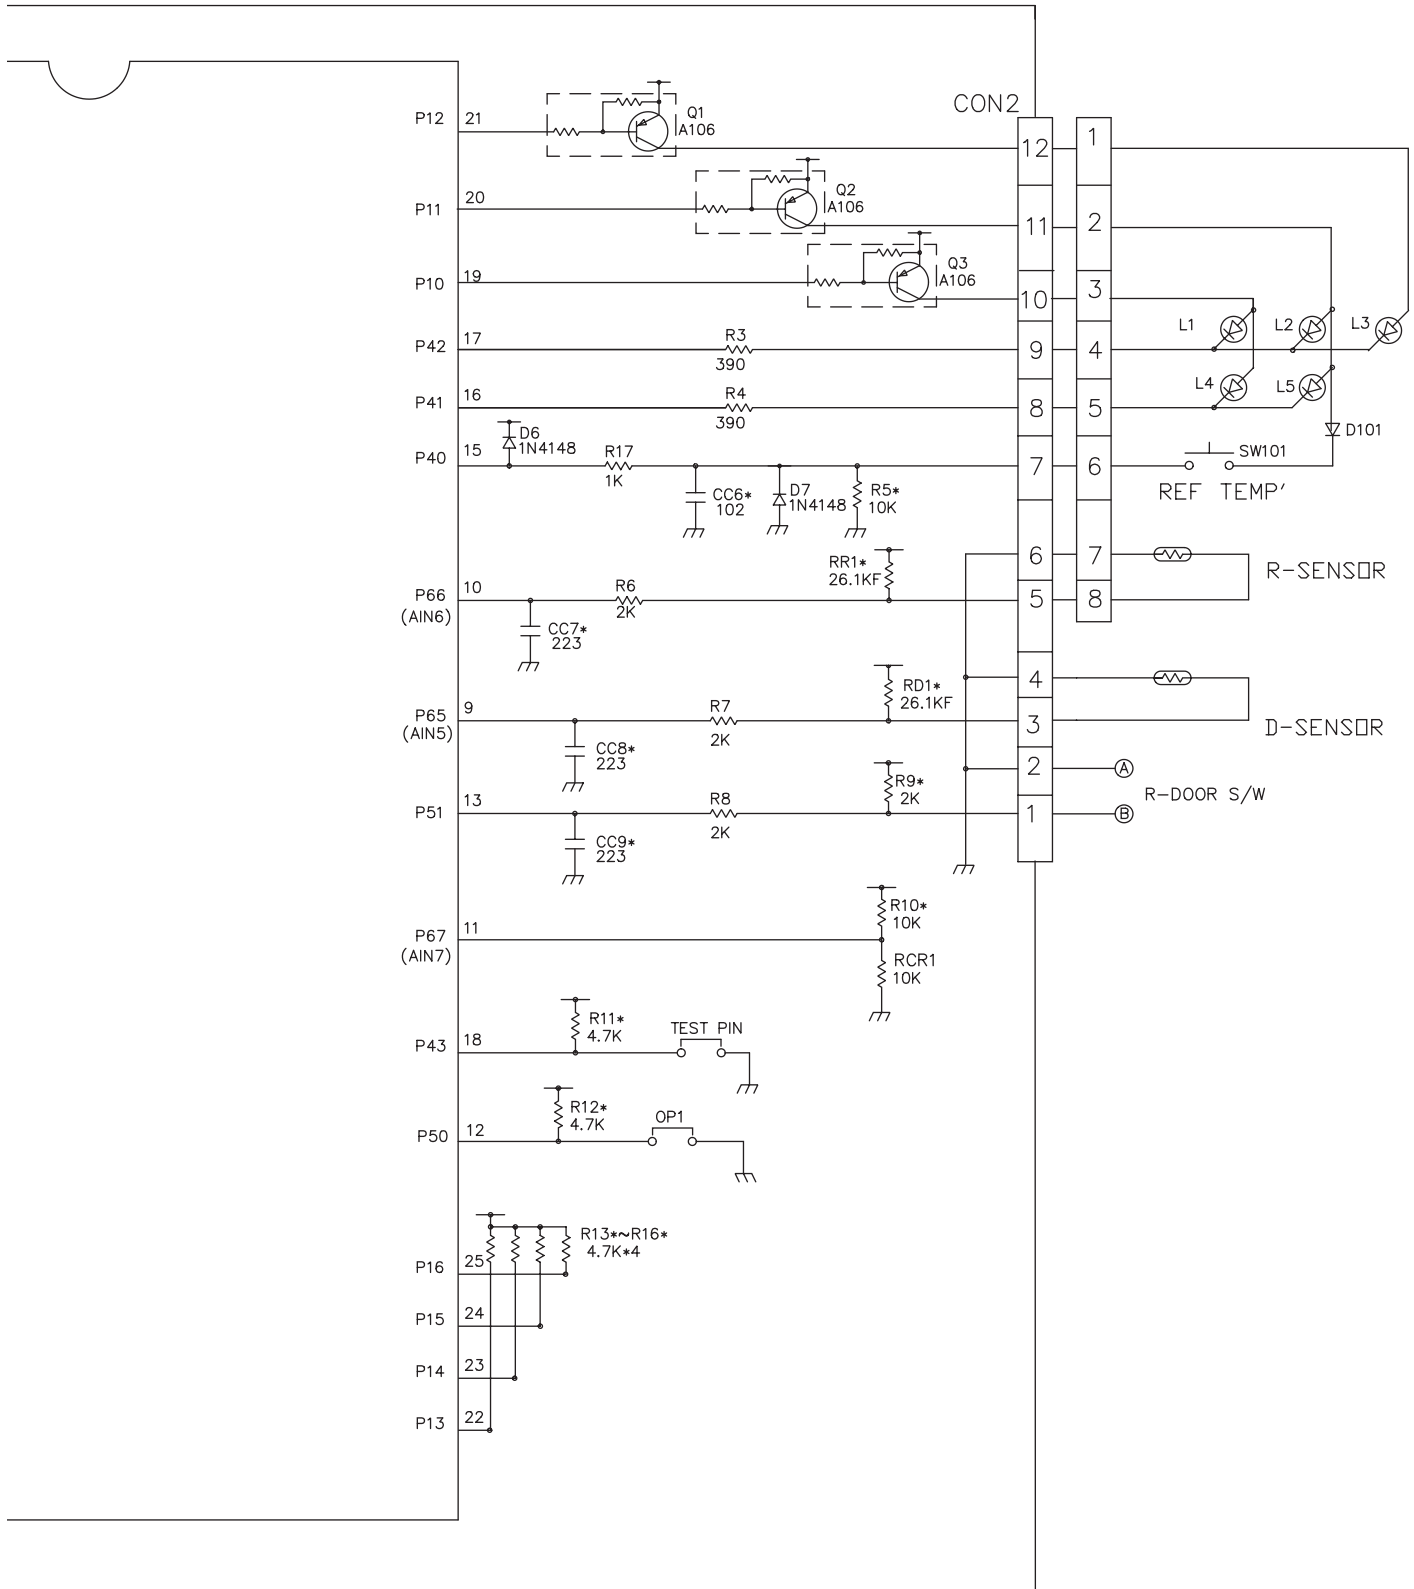 CON2
P12 21
Q1
A106
12 1
P11 20
Q2
A106
11 2
P10 19
Q3
A106
10 3
P42 17
R3
390
9 4
L1 L2 L3
P41 16
R4
390
8 5
L4 L5
P40 15
D6
1N4148
R17
1K
CC6*
102
D7
1N4148
R5*
10K
7 6
D101
SW101
REF TEMP'
P66 10
(AIN6)
CC7*
223
R6
2K
RR1*
26.1KF
6 7
5 8
R-SENSOR
P65 9
(AIN5)
CC8*
223
R7
2K
RD1*
26.1KF
4
3
D-SENSOR
P51 13
CC9*
223
R8
2K
R9*
2K
2 A
1 B
R-DOOR S/W
P67 11
(AIN7)
R10*
10K
RCR1
10K
P43 18
R11*
4.7K
TEST PIN
P50 12
R12*
4.7K
OP1
R13*~R16*
4.7K*4
P16 25
P15 24
P14 23
P13 22